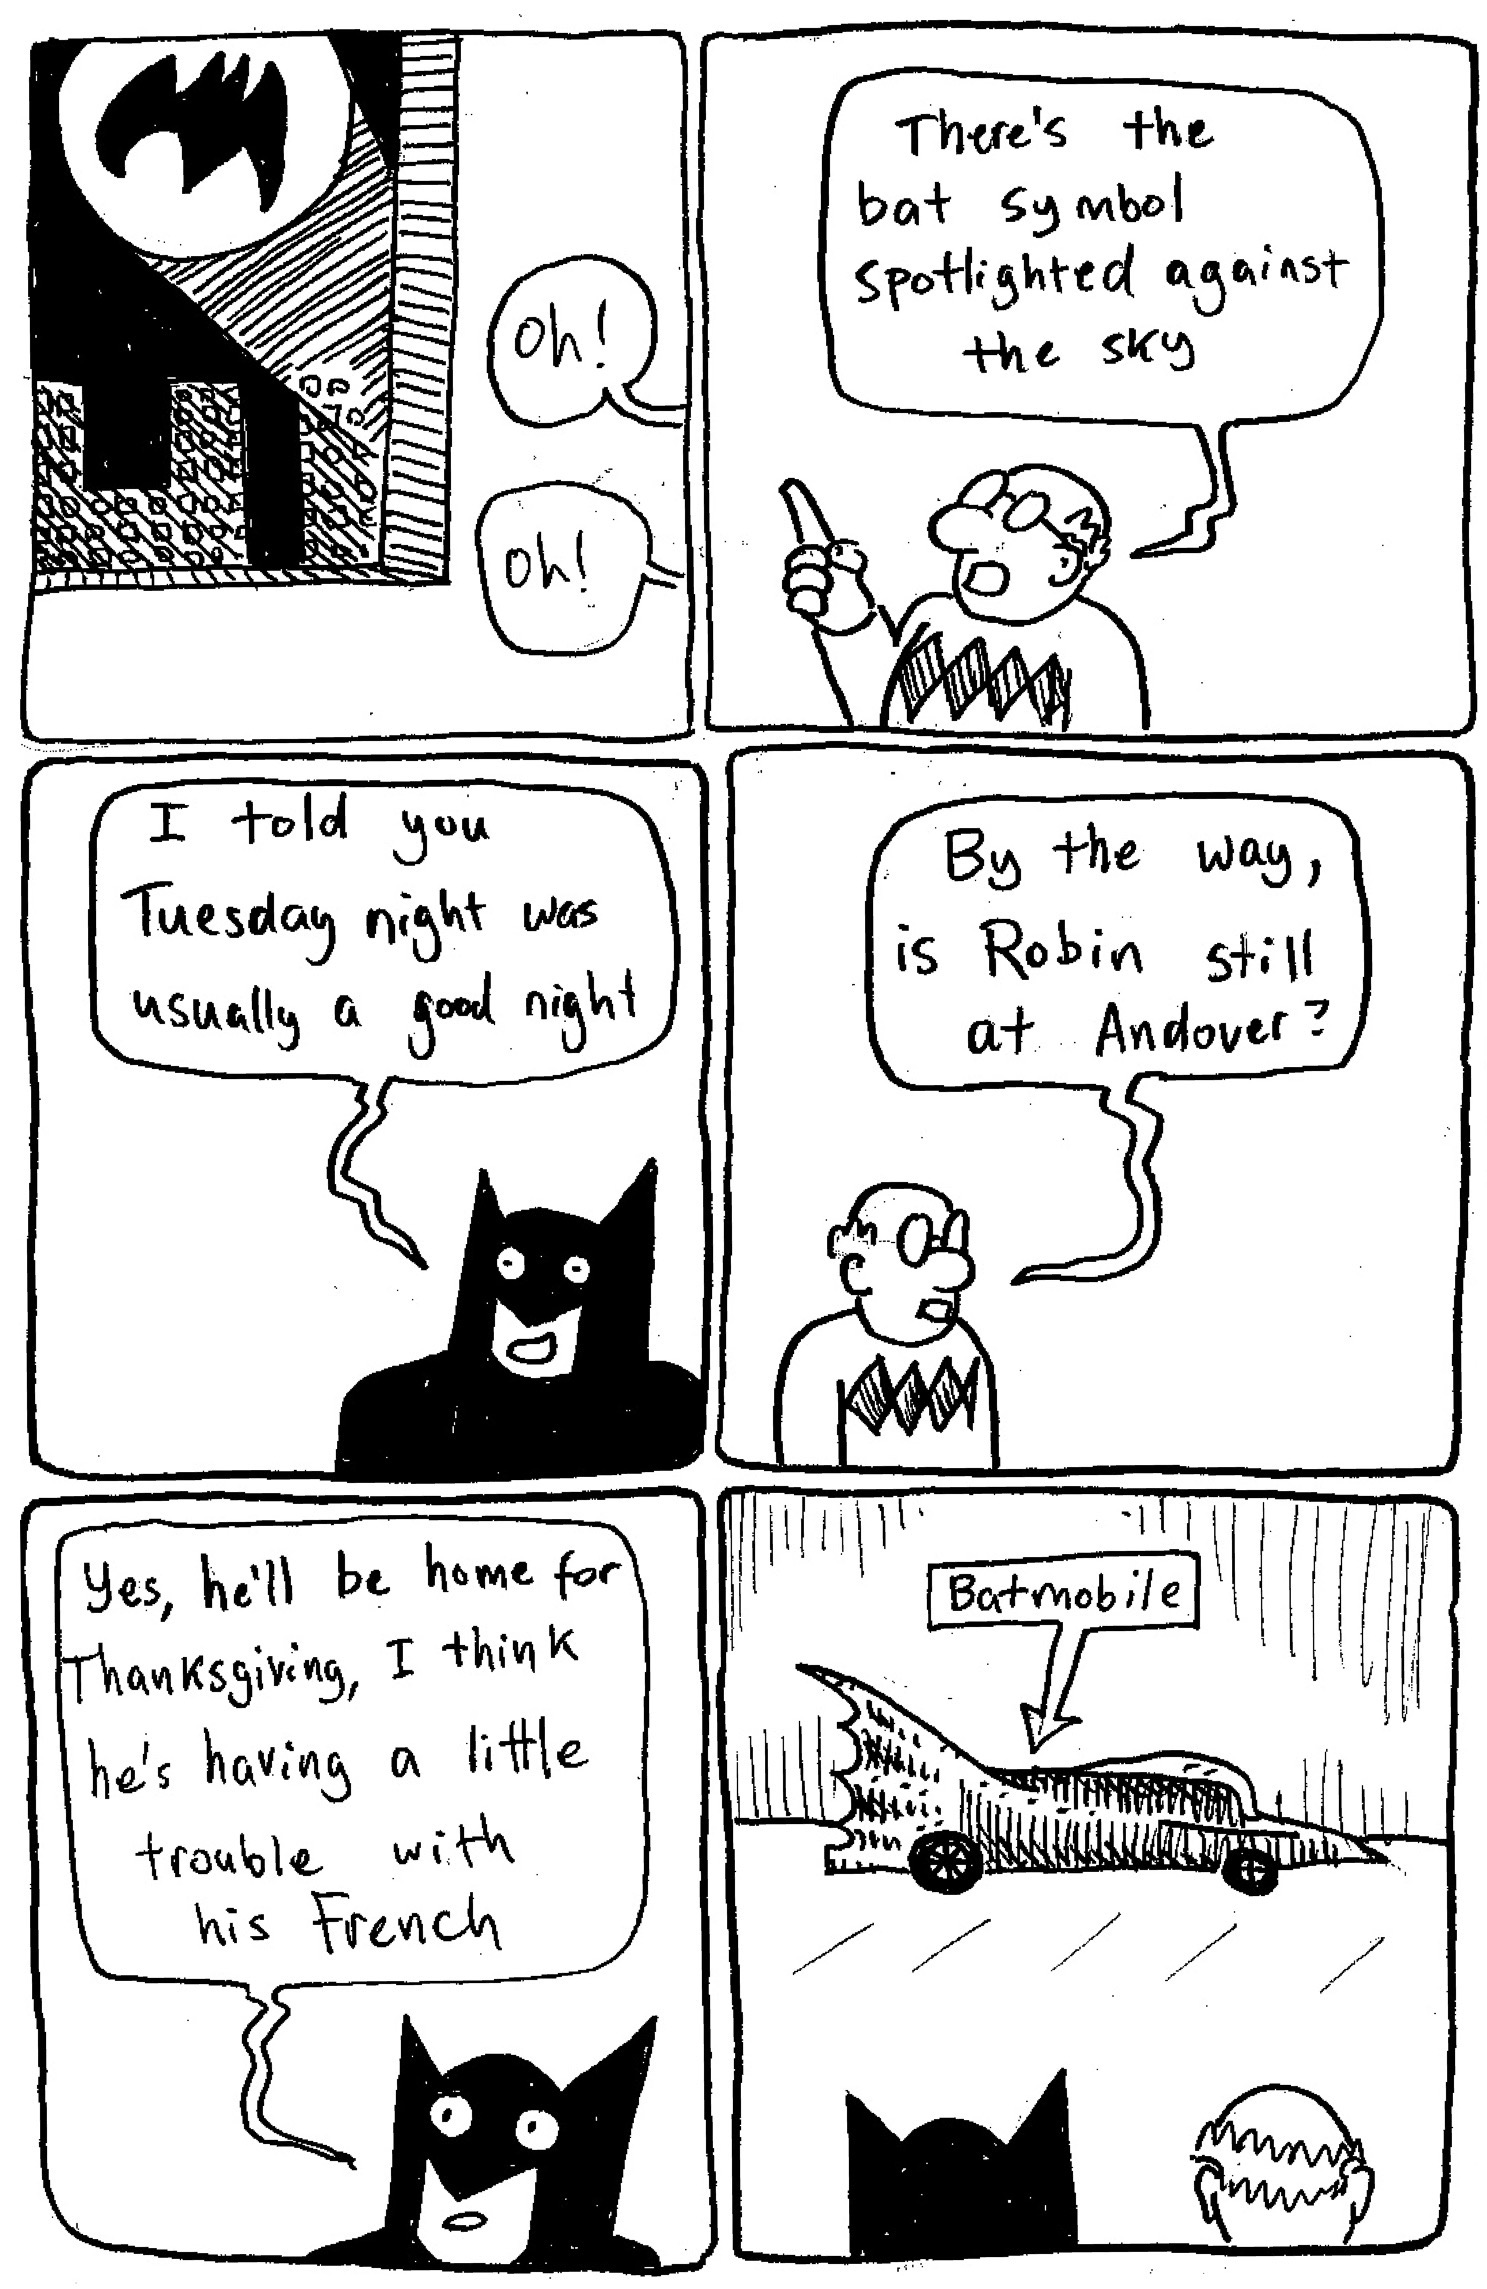 Oh!
Oh!
There's the
bat symbol
spotlighted against
the sky
I told you
Tuesday night was
usually a good night
By the way,
is Robin still
at Andover?
Yes, he'll be home for
Thanksgiving, I think
he's having a little
trouble with
his French
Batmobile